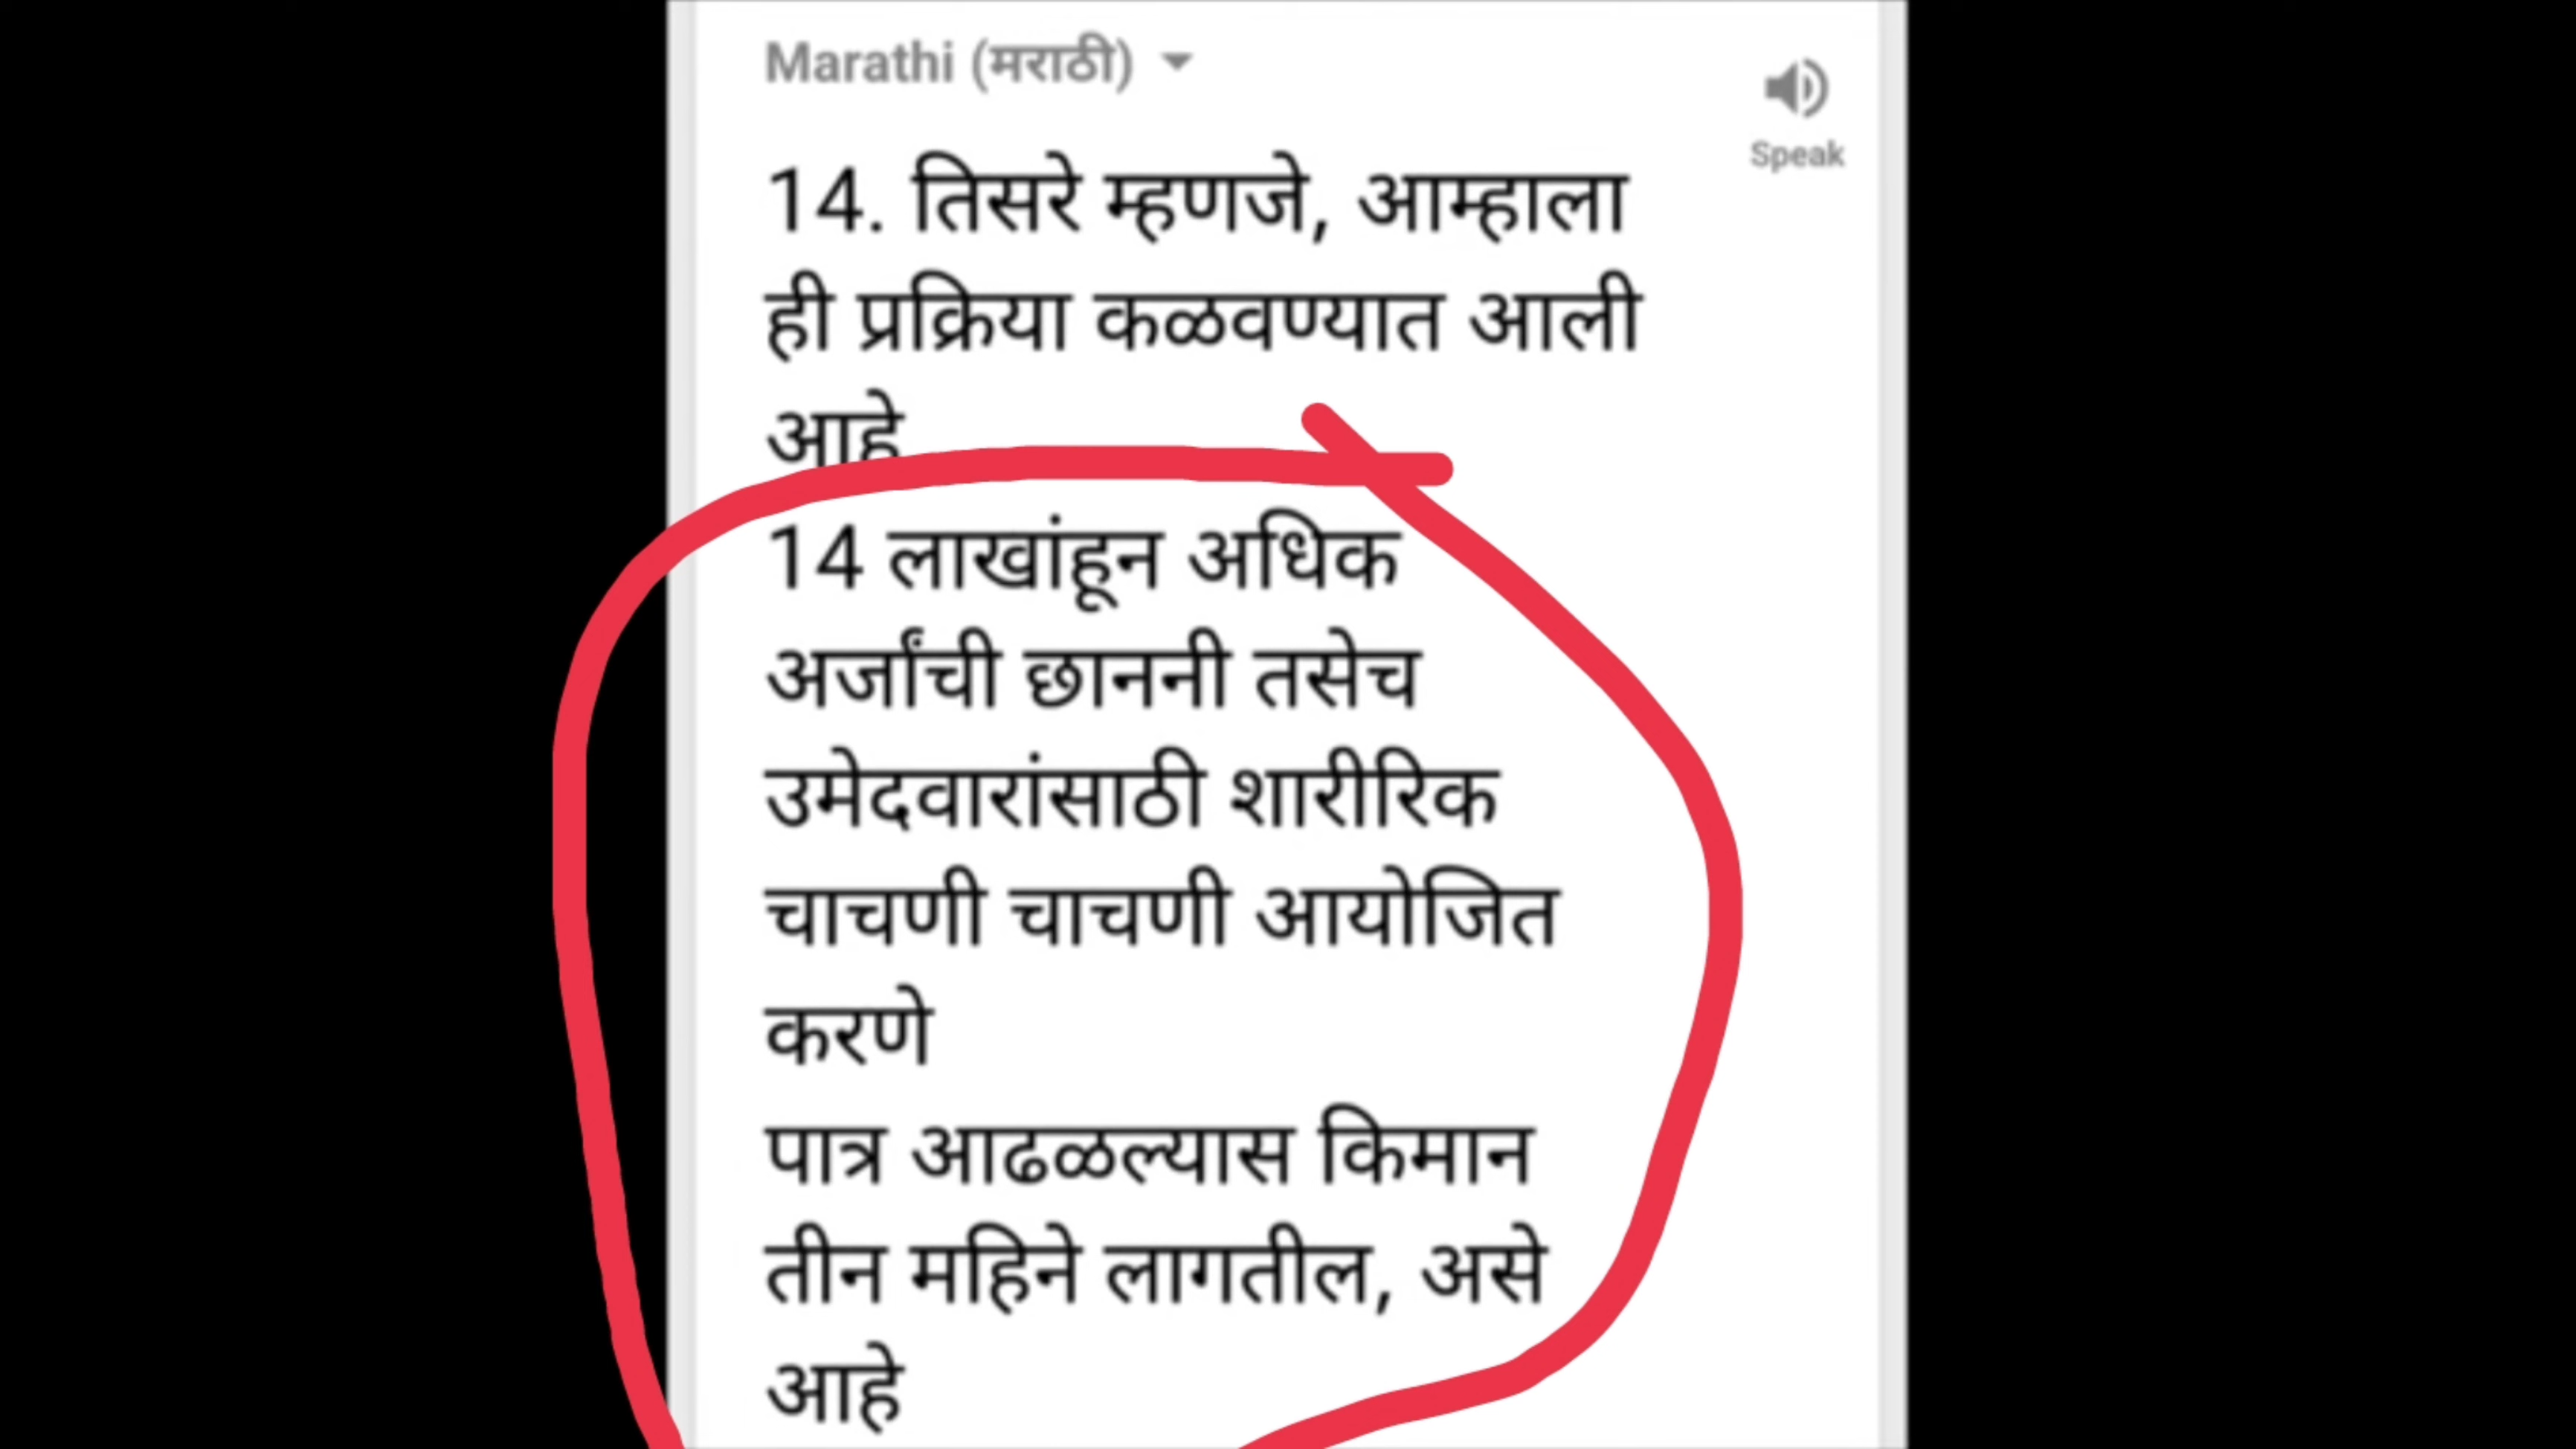 Marathi (मराठी)
Speak
14. तिसरे म्हणजे, आम्हाला
ही प्रक्रिया कळवण्यात आली
आहे
14 लाखांहून अधिक
अर्जांची छाननी तसेच
उमेदवारांसाठी शारीरिक
चाचणी चाचणी आयोजित
करणे
पात्र आढळल्यास किमान
तीन महिने लागतील, असे
आहे